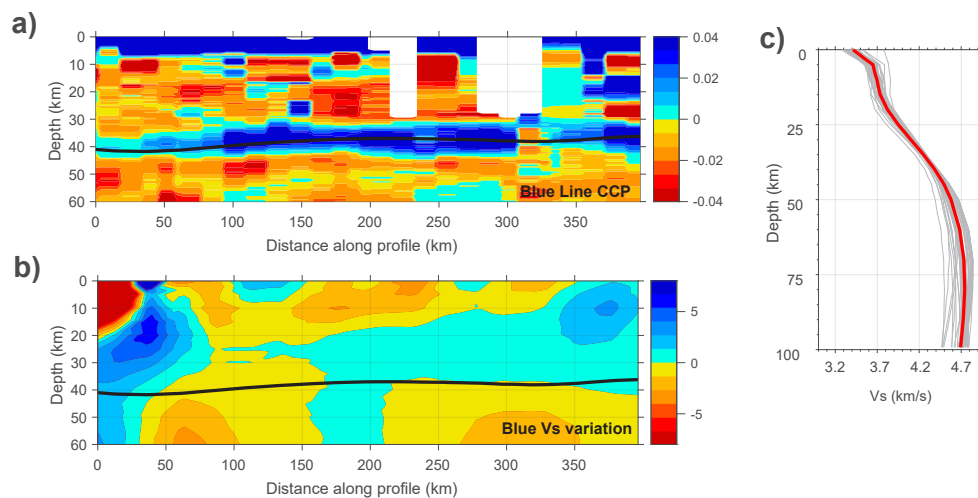 a)
0
10
20
30
40
50
60
Depth (km)
Blue Line CCP
0 50 100 150 200 250 300 350
Distance along profile (km)
0.04
0.02
0
-0.02
-0.04
b)
0
10
20
30
40
50
60
Depth (km)
Blue Vs variation
0 50 100 150 200 250 300 350
Distance along profile (km)
5
0
-5
c)
0
25
50
75
100
Depth (km)
3.2 3.7 4.2 4.7
Vs (km/s)